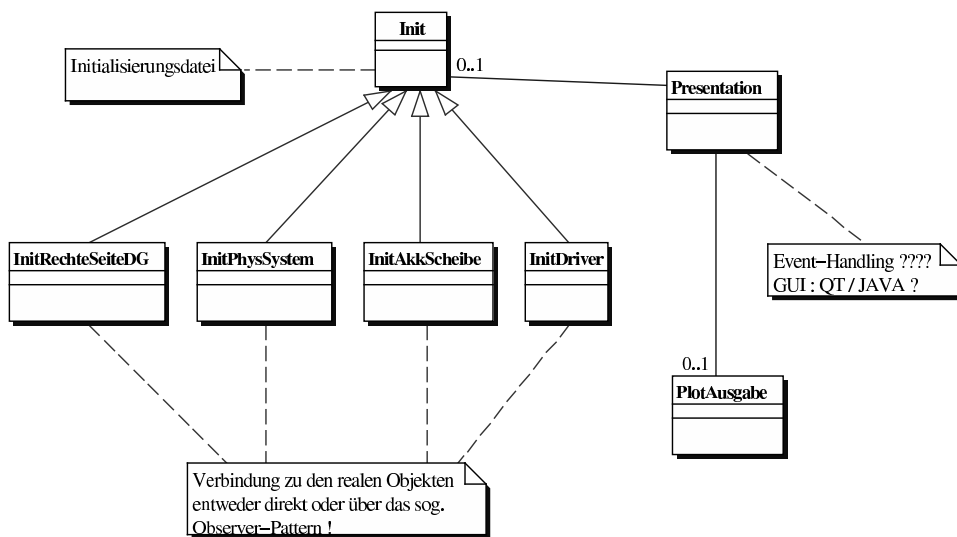 Init
Initialisierungsdatei
0..1
Presentation
InitRechteSeiteDG
InitPhysSystem
InitAkkScheibe
InitDriver
Event-Handling ????
GUI : QT / JAVA ?
0..1
PlotAusgabe
Verbindung zu den realen Objekten
entweder direkt oder über das sog.
Observer-Pattern !